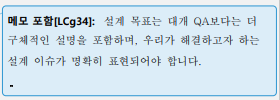 메모 포함[LCg34]: 설계 목표는 대개 QA보다는 더
구체적인 설명을 포함하며, 우리가 해결하고자 하는
설계 이슈가 명확히 표현되어야 합니다.
-